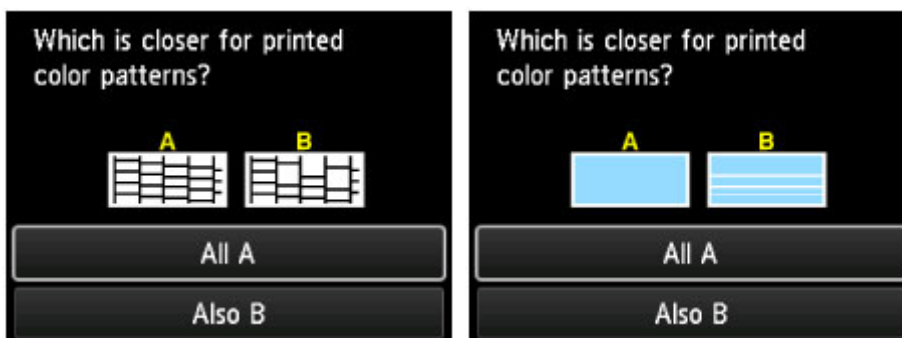 Which is closer for printed
color patterns?
A B
All A
Also B
Which is closer for printed
color patterns?
A B
All A
Also B